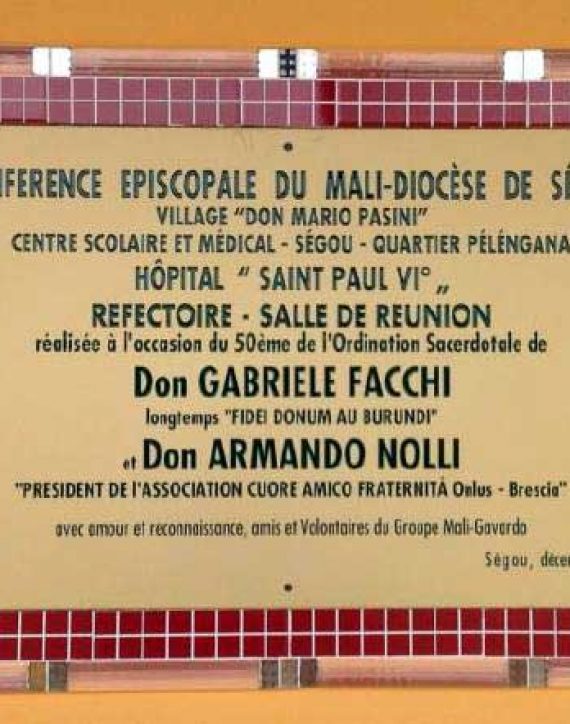 NFERENCE EPISCOPALE DU MALI-DIOCÈSE DE SÉ
VILLAGE "DON MARIO PASINI"
CENTRE SCOLAIRE ET MÉDICAL - SÉGOU - QUARTIER PÉLÉNGANA
HÔPITAL " SAINT PAUL VI° „
REFECTOIRE - SALLE DE REUNION
réalisée à l'occasion du 50ème de l'Ordination Sacerdotale de
Don GABRIELE FACCHI
longtemps "FIDEI DONUM AU BURUNDI"
et Don ARMANDO NOLLI
"PRESIDENT DE l'ASSOCIATION CUORE AMICO FRATERNITÀ Onlus - Brescia"
avec amour et reconnaissance, amis et Volontaires du Groupe Mali-Gavardo
Ségou, déce